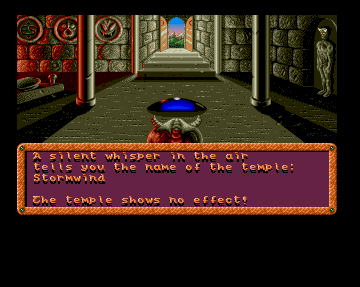 A silent whisper in the air
tells you the name of the temple:
Stormwind
The temple shows no effect!